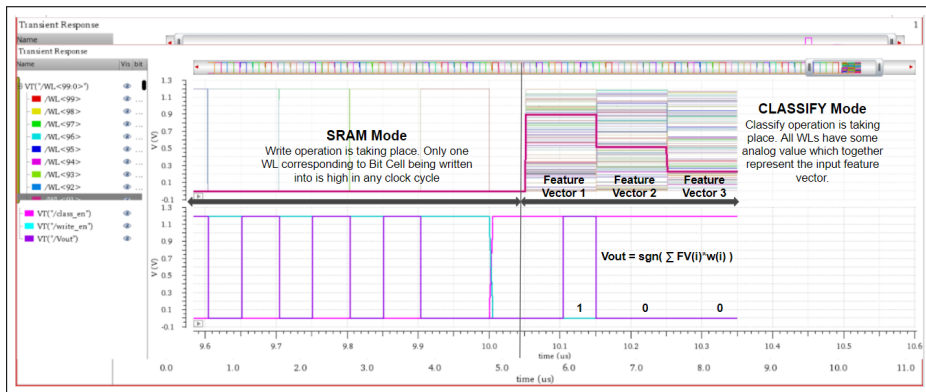 Transient Response
1
Name
Transient Response
Name
Vis
bit
VT("/WL<99:0>")
/WL<99>
/WL<98>
/WL<97>
/WL<96>
/WL<95>
/WL<94>
/WL<93>
/WL<92>
VT("/class_en")
VT("/write_en")
VT("/Vout")
1.3
1.1
0.9
0.7
0.5
0.3
0.1
-0.1
V (V)
SRAM Mode
Write operation is taking place. Only one
WL corresponding to Bit Cell being written
into is high in any clock cycle
CLASSIFY Mode
Classify operation is taking
place. All WLs have some
analog value which together
represent the input feature
vector.
Feature
Vector 1
Feature
Vector 2
Feature
Vector 3
1.3
1.1
0.9
0.7
0.5
0.3
0.1
-0.1
V (V)
Vout = sgn( ∑ FV(i)*w(i) )
1 0 0
9.6 9.7 9.8 9.9 10.0 10.1 10.2 10.3 10.4 10.5 10.6
time (us)
0.0 1.0 2.0 3.0 4.0 5.0 6.0 7.0 8.0 9.0 10.0 11.0
time (us)